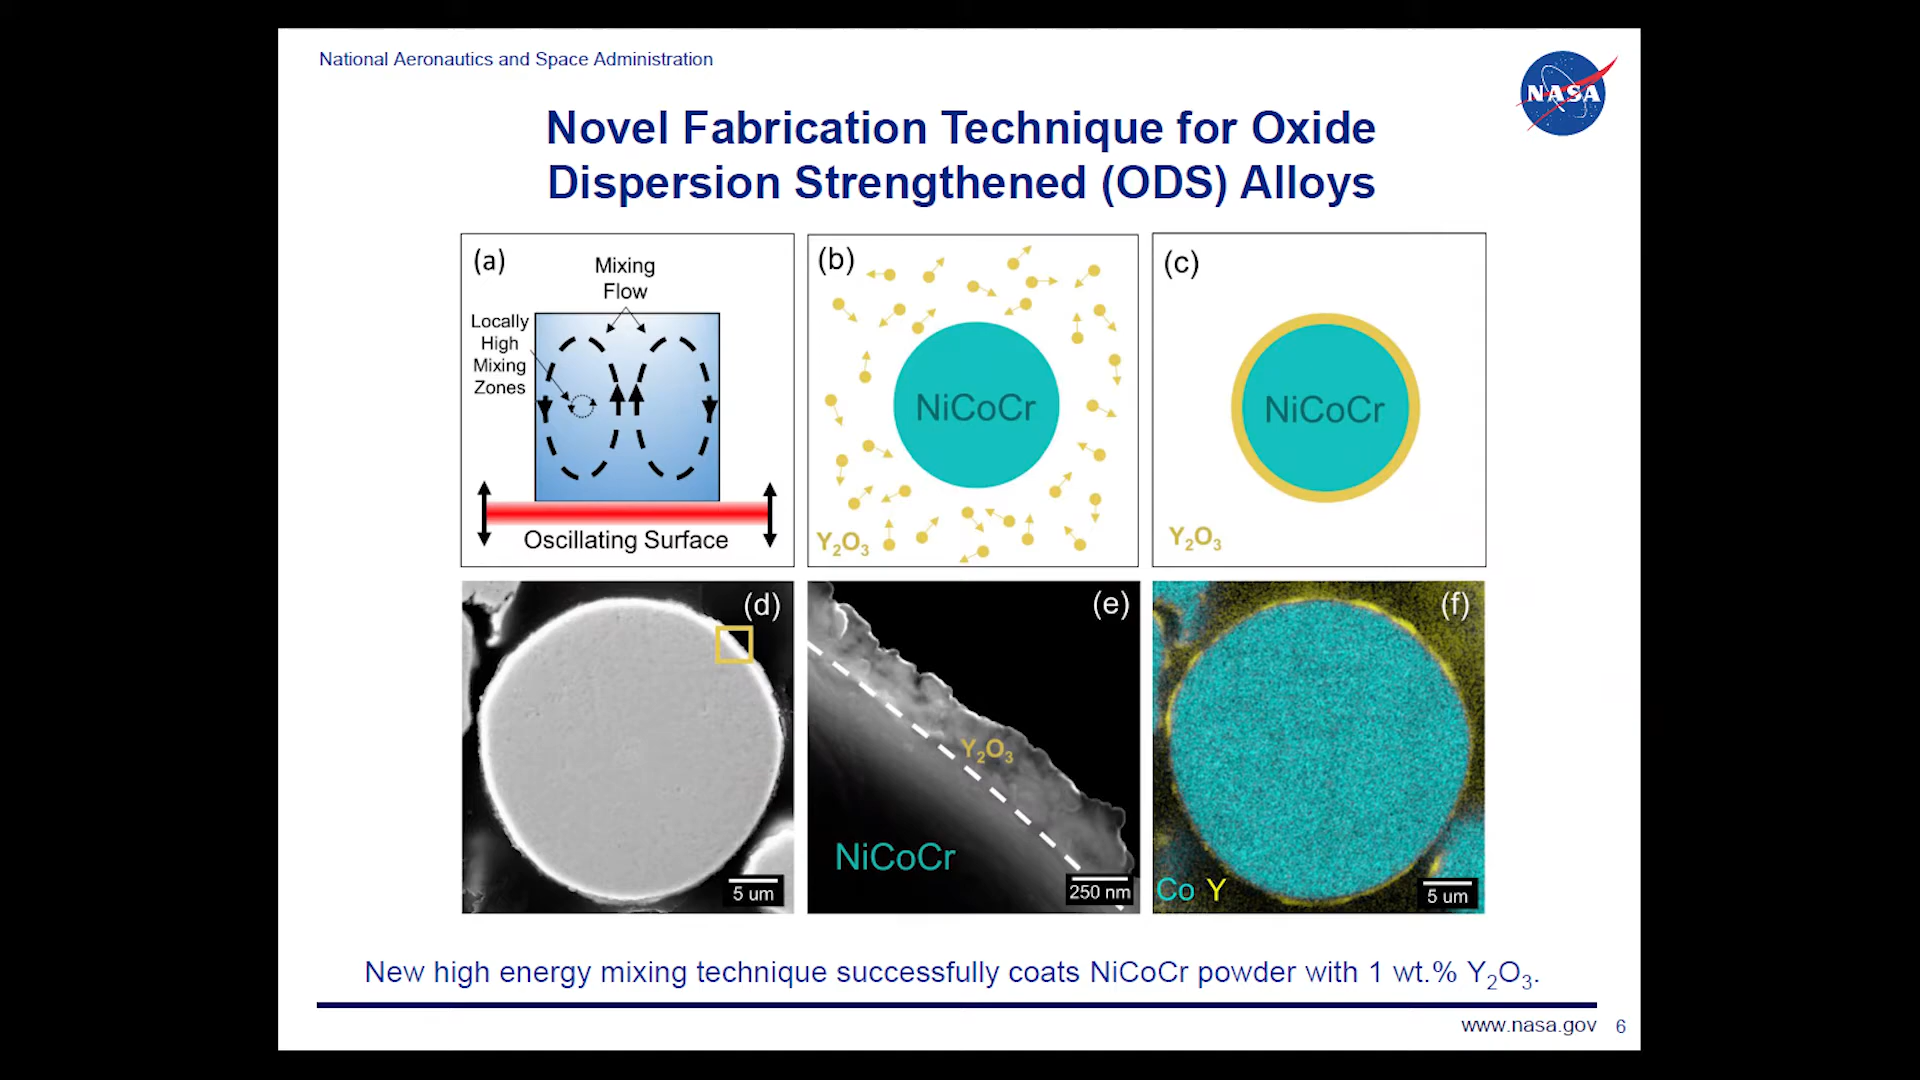 National Aeronautics and Space Administration
NASA
Novel Fabrication Technique for Oxide
Dispersion Strengthened (ODS) Alloys
(a)
Mixing
Flow
Locally
High
Mixing
Zones
Oscillating Surface
(b)
NiCoCr
Y₂O₃
(c)
NiCoCr
Y₂O₃
(d)
5 um
(e)
Y₂O₃
NiCoCr
250 nm
(f)
Co Y
5 um
New high energy mixing technique successfully coats NiCoCr powder with 1 wt.% Y₂O₃.
www.nasa.gov 6